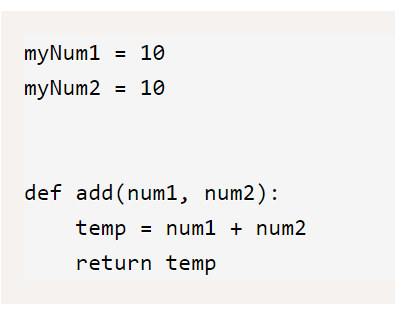 myNum1 = 10
myNum2 = 10
def add(num1, num2):
    temp = num1 + num2
    return temp